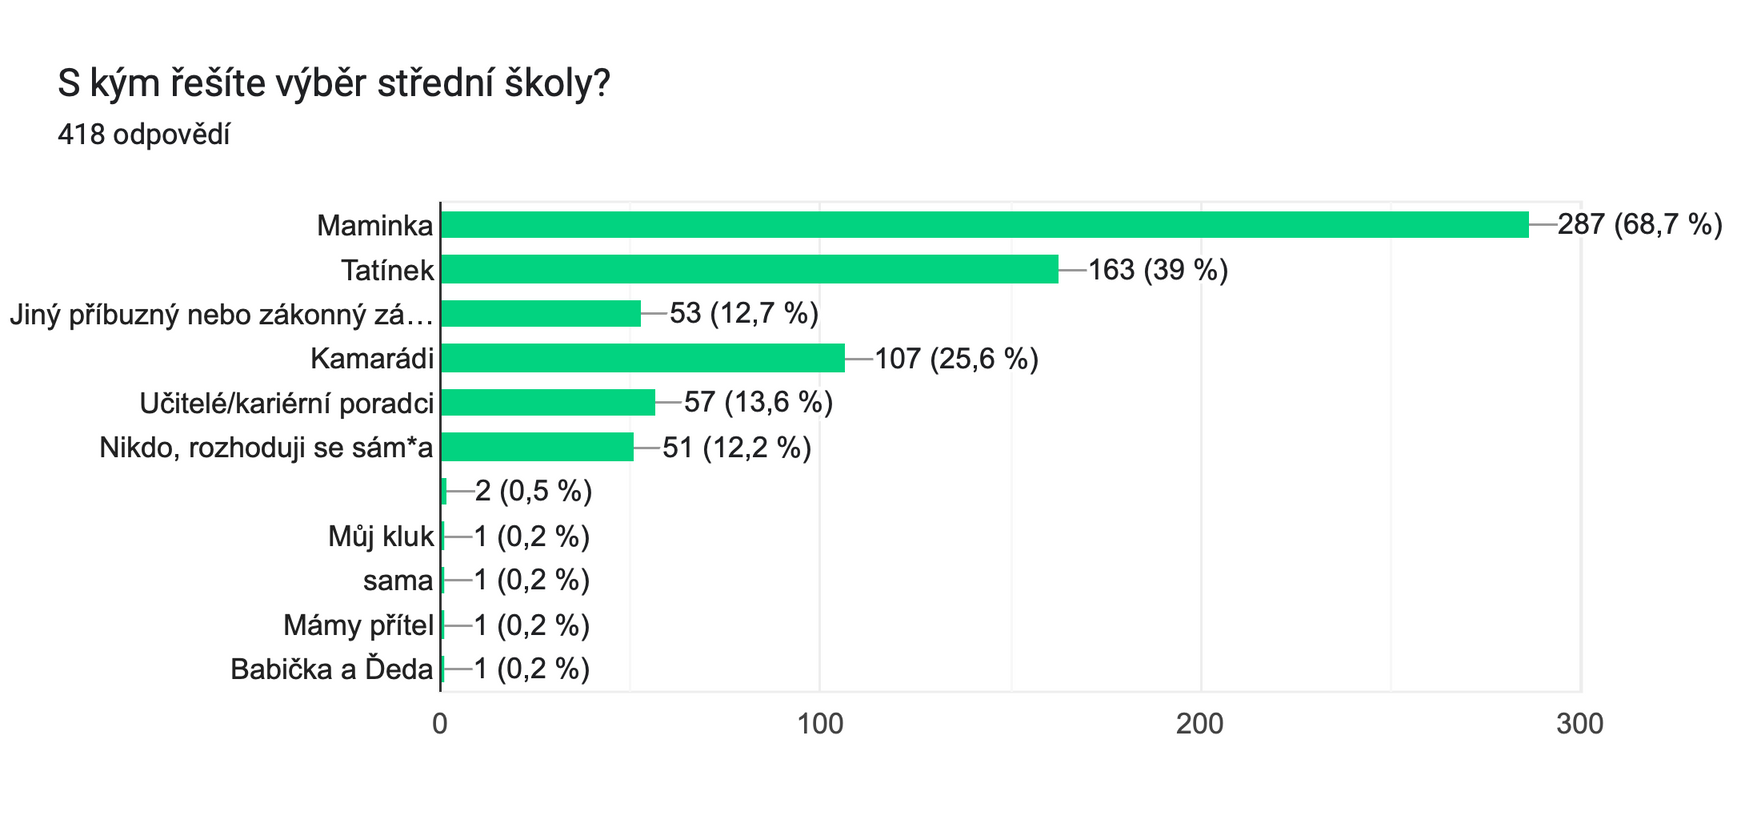 S kým řešíte výběr střední školy?
418 odpovědí
Maminka 287 (68,7 %)
Tatínek 163 (39 %)
Jiný příbuzný nebo zákonný zá… 53 (12,7 %)
Kamarádi 107 (25,6 %)
Učitelé/kariérní poradci 57 (13,6 %)
Nikdo, rozhoduji se sám*a 51 (12,2 %)
2 (0,5 %)
Můj kluk 1 (0,2 %)
sama 1 (0,2 %)
Mámy přítel 1 (0,2 %)
Babička a Ďeda 1 (0,2 %)
0 100 200 300